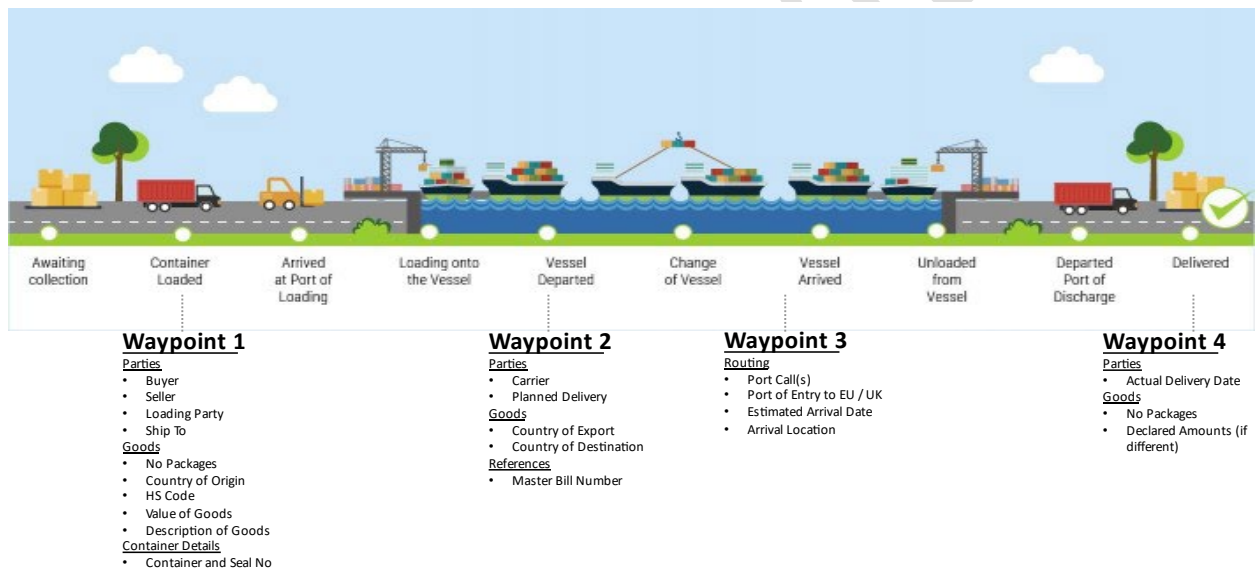 Awaiting
collection
Container
Loaded
Arrived
at Port of
Loading
Loading onto
the Vessel
Vessel
Departed
Change
of Vessel
Vessel
Arrived
Unloaded
from
Vessel
Departed
Port of
Discharge
Delivered
Waypoint 1
Parties
• Buyer
• Seller
• Loading Party
• Ship To
Goods
• No Packages
• Country of Origin
• HS Code
• Value of Goods
• Description of Goods
Container Details
• Container and Seal No
Waypoint 2
Parties
• Carrier
• Planned Delivery
Goods
• Country of Export
• Country of Destination
References
• Master Bill Number
Waypoint 3
Routing
• Port Call(s)
• Port of Entry to EU / UK
• Estimated Arrival Date
• Arrival Location
Waypoint 4
Parties
• Actual Delivery Date
Goods
• No Packages
• Declared Amounts (if
different)